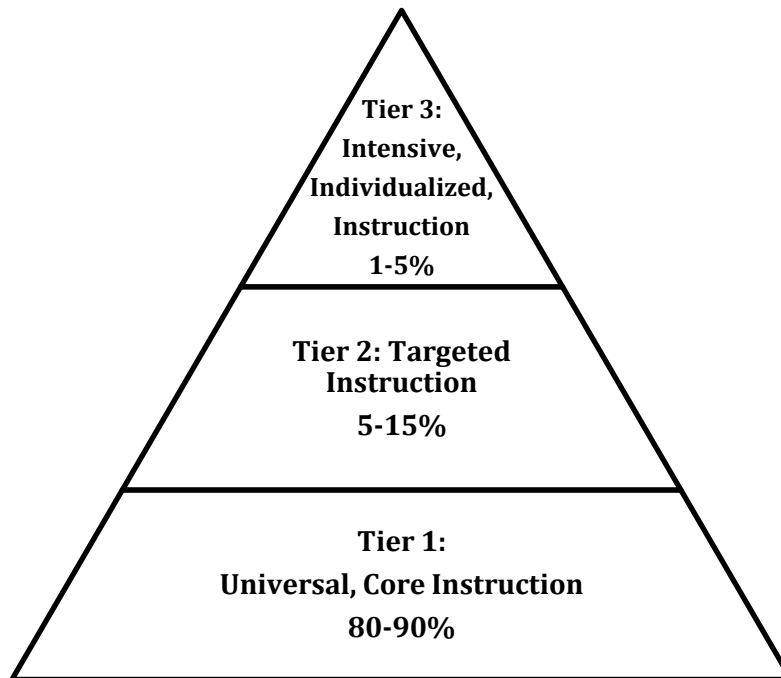 Tier 3:
Intensive,
Individualized,
Instruction
1-5%
Tier 2: Targeted
Instruction
5-15%
Tier 1:
Universal, Core Instruction
80-90%